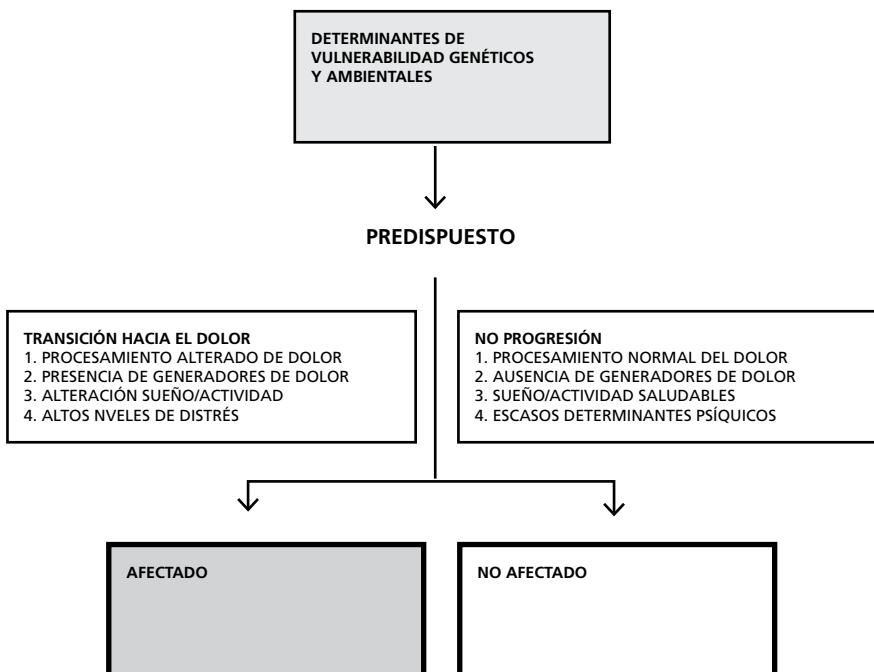 DETERMINANTES DE
VULNERABILIDAD GENÉTICOS
Y AMBIENTALES
PREDISPUESTO
TRANSICIÓN HACIA EL DOLOR
1. PROCESAMIENTO ALTERADO DE DOLOR
2. PRESENCIA DE GENERADORES DE DOLOR
3. ALTERACIÓN SUEÑO/ACTIVIDAD
4. ALTOS NVELES DE DISTRÉS
NO PROGRESIÓN
1. PROCESAMIENTO NORMAL DEL DOLOR
2. AUSENCIA DE GENERADORES DE DOLOR
3. SUEÑO/ACTIVIDAD SALUDABLES
4. ESCASOS DETERMINANTES PSÍQUICOS
AFECTADO
NO AFECTADO